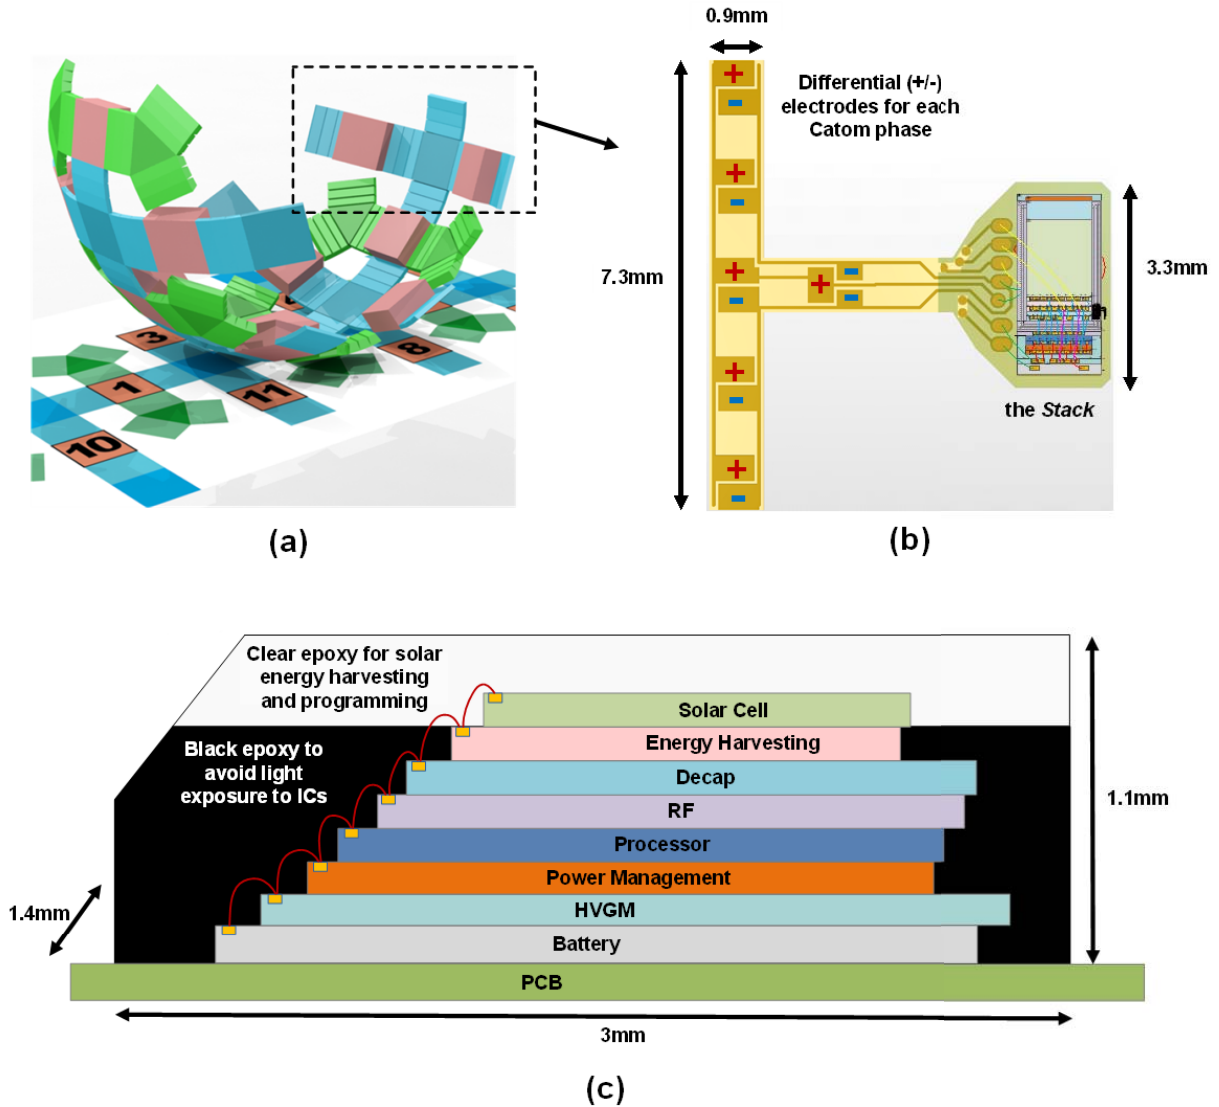 0.9mm
Differential (+/-)
electrodes for each
Catom phase
+
-
+
-
7.3mm
+
-
+
-
-
+
-
+
-
3.3mm
the Stack
3
8
1
11
10
(a)
(b)
Clear epoxy for solar
energy harvesting
and programming
Solar Cell
Black epoxy to
avoid light
exposure to ICs
Energy Harvesting
Decap
RF
Processor
Power Management
HVGM
Battery
PCB
1.1mm
1.4mm
3mm
(c)